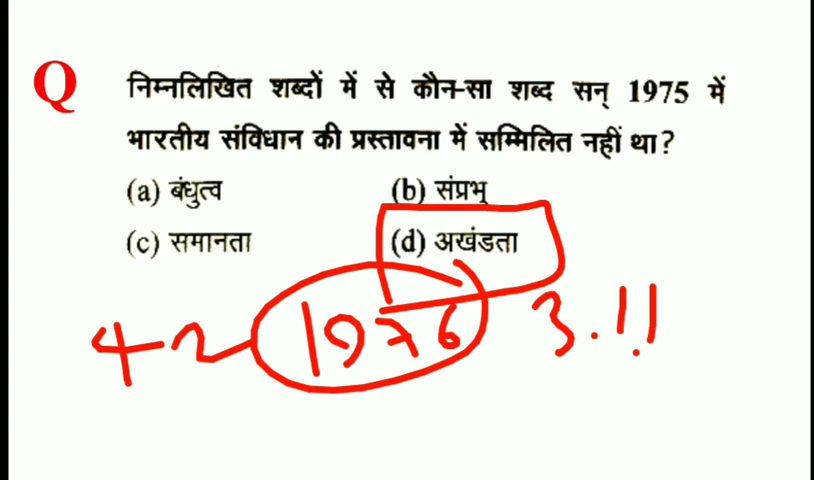 Q निम्नलिखित शब्दों में से कौन-सा शब्द सन् 1975 में
भारतीय संविधान की प्रस्तावना में सम्मिलित नहीं था?
(a) बंधुत्व (b) संप्रभु
(c) समानता (d) अखंडता
42 1976 3.!!